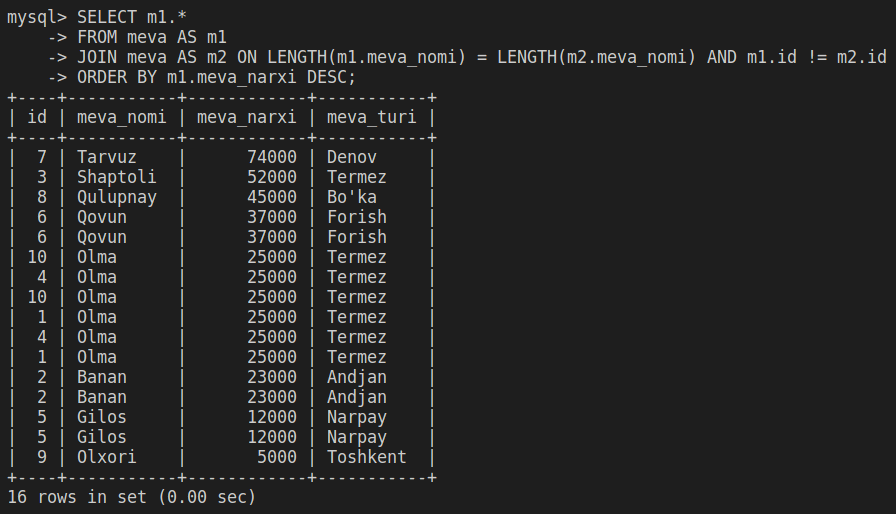 mysql> SELECT m1.*
    -> FROM meva AS m1
    -> JOIN meva AS m2 ON LENGTH(m1.meva_nomi) = LENGTH(m2.meva_nomi) AND m1.id != m2.id
    -> ORDER BY m1.meva_narxi DESC;
+----+-----------+------------+-----------+
| id | meva_nomi | meva_narxi | meva_turi |
+----+-----------+------------+-----------+
|  7 | Tarvuz    |      74000 | Denov     |
|  3 | Shaptoli  |      52000 | Termez    |
|  8 | Qulupnay  |      45000 | Bo'ka     |
|  6 | Qovun     |      37000 | Forish    |
|  6 | Qovun     |      37000 | Forish    |
| 10 | Olma      |      25000 | Termez    |
|  4 | Olma      |      25000 | Termez    |
| 10 | Olma      |      25000 | Termez    |
|  1 | Olma      |      25000 | Termez    |
|  4 | Olma      |      25000 | Termez    |
|  1 | Olma      |      25000 | Termez    |
|  2 | Banan     |      23000 | Andjan    |
|  2 | Banan     |      23000 | Andjan    |
|  5 | Gilos     |      12000 | Narpay    |
|  5 | Gilos     |      12000 | Narpay    |
|  9 | Olxori    |       5000 | Toshkent  |
+----+-----------+------------+-----------+
16 rows in set (0.00 sec)